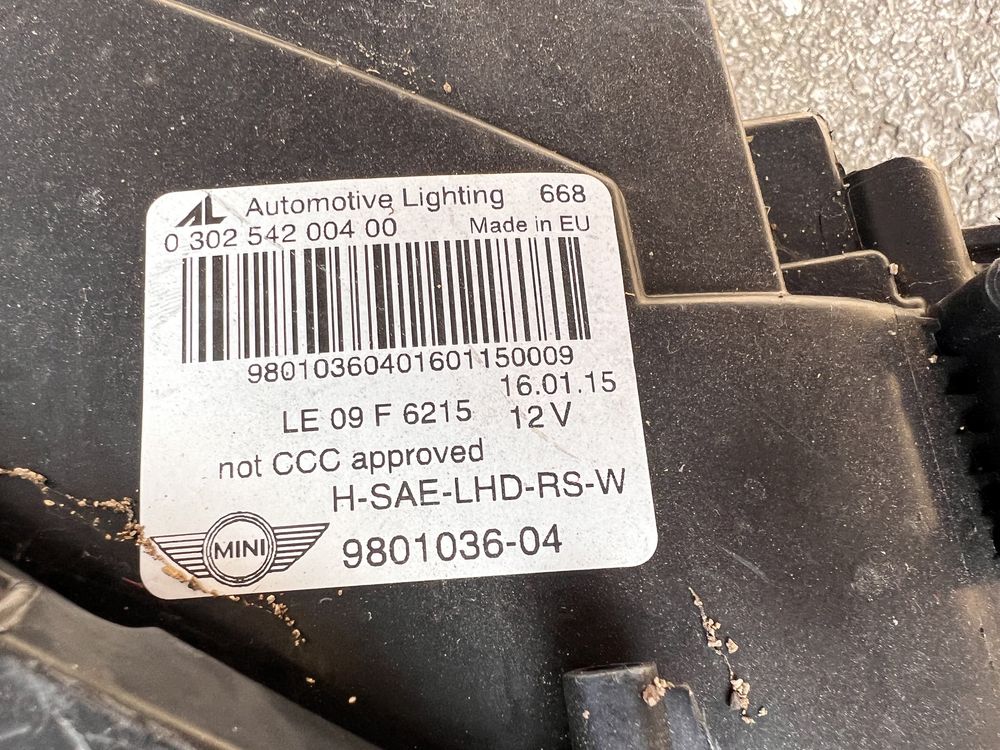 AL Automotive Lighting 668
0 302 542 004 00 Made in EU
98010360401601150009
16.01.15
LE 09 F 6215 12 V
not CCC approved
H-SAE-LHD-RS-W
MINI 9801036-04